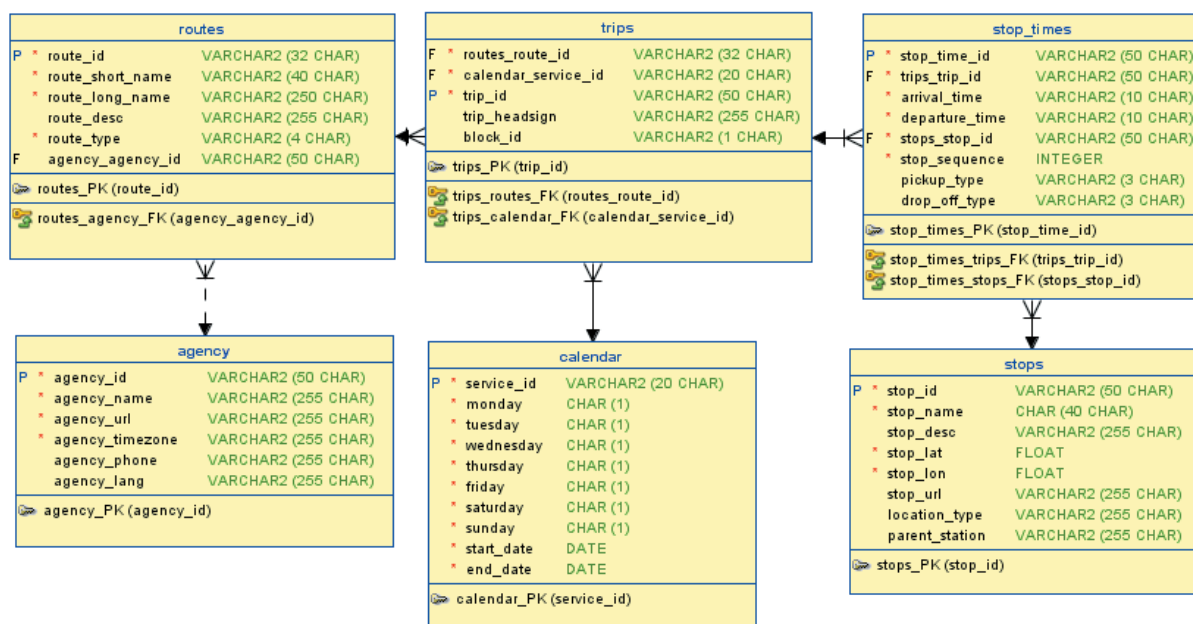 routes
P * route_id VARCHAR2 (32 CHAR)
* route_short_name VARCHAR2 (40 CHAR)
* route_long_name VARCHAR2 (250 CHAR)
route_desc VARCHAR2 (255 CHAR)
* route_type VARCHAR2 (4 CHAR)
F agency_agency_id VARCHAR2 (50 CHAR)
routes_PK (route_id)
routes_agency_FK (agency_agency_id)
trips
F * routes_route_id VARCHAR2 (32 CHAR)
F * calendar_service_id VARCHAR2 (20 CHAR)
P * trip_id VARCHAR2 (50 CHAR)
trip_headsign VARCHAR2 (255 CHAR)
block_id VARCHAR2 (1 CHAR)
trips_PK (trip_id)
trips_routes_FK (routes_route_id)
trips_calendar_FK (calendar_service_id)
stop_times
P * stop_time_id VARCHAR2 (50 CHAR)
F * trips_trip_id VARCHAR2 (50 CHAR)
* arrival_time VARCHAR2 (10 CHAR)
* departure_time VARCHAR2 (10 CHAR)
F * stops_stop_id VARCHAR2 (50 CHAR)
* stop_sequence INTEGER
pickup_type VARCHAR2 (3 CHAR)
drop_off_type VARCHAR2 (3 CHAR)
stop_times_PK (stop_time_id)
stop_times_trips_FK (trips_trip_id)
stop_times_stops_FK (stops_stop_id)
agency
P * agency_id VARCHAR2 (50 CHAR)
* agency_name VARCHAR2 (255 CHAR)
* agency_url VARCHAR2 (255 CHAR)
* agency_timezone VARCHAR2 (255 CHAR)
agency_phone VARCHAR2 (255 CHAR)
agency_lang VARCHAR2 (255 CHAR)
agency_PK (agency_id)
calendar
P * service_id VARCHAR2 (20 CHAR)
* monday CHAR (1)
* tuesday CHAR (1)
* wednesday CHAR (1)
* thursday CHAR (1)
* friday CHAR (1)
* saturday CHAR (1)
* sunday CHAR (1)
* start_date DATE
* end_date DATE
calendar_PK (service_id)
stops
P * stop_id VARCHAR2 (50 CHAR)
* stop_name CHAR (40 CHAR)
stop_desc VARCHAR2 (255 CHAR)
* stop_lat FLOAT
* stop_lon FLOAT
stop_url VARCHAR2 (255 CHAR)
location_type VARCHAR2 (255 CHAR)
parent_station VARCHAR2 (255 CHAR)
stops_PK (stop_id)